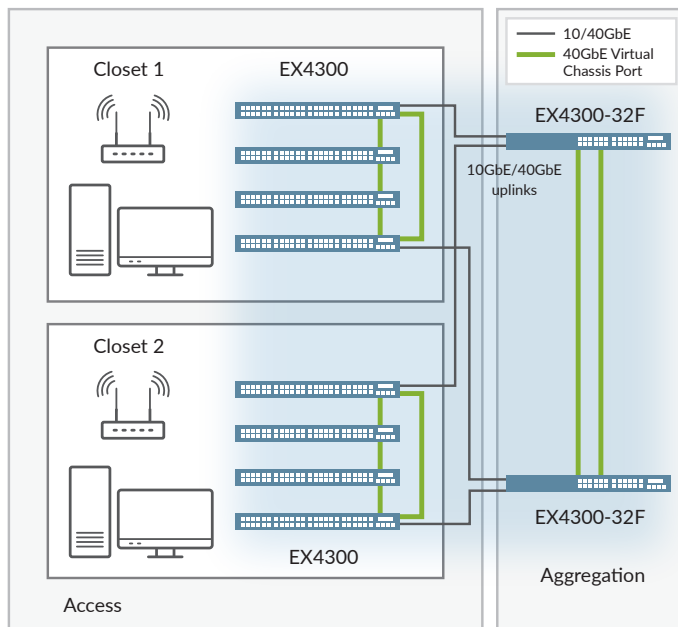 10/40GbE
40GbE Virtual
Chassis Port
Closet 1
EX4300
EX4300-32F
10GbE/40GbE
uplinks
Closet 2
EX4300
EX4300-32F
Aggregation
Access